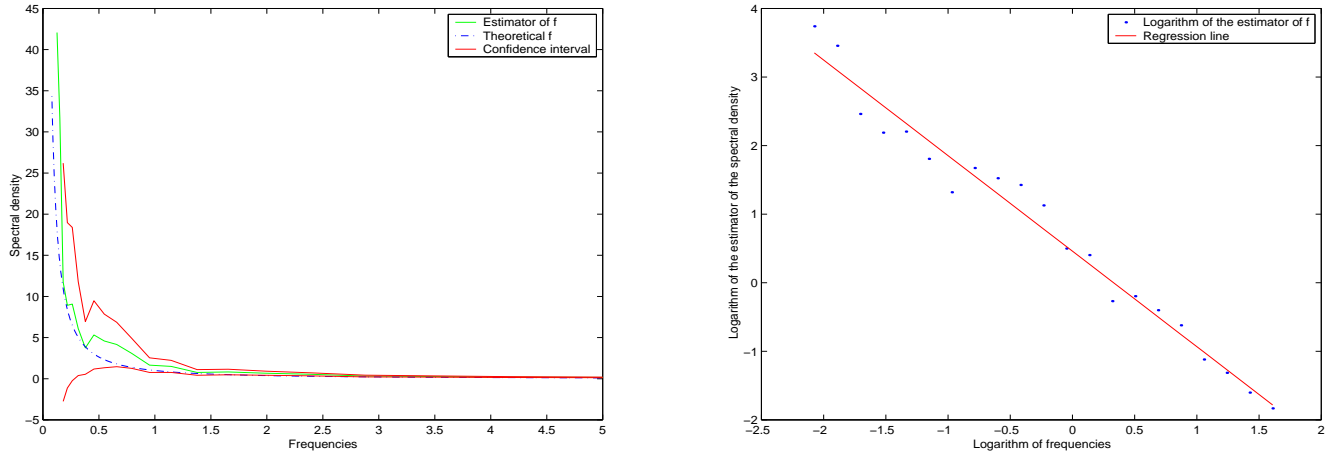 45
40
35
30
25
20
15
10
5
0
−5
Spectral density
Estimator of f
Theoretical f
Confidence interval
0 0.5 1 1.5 2 2.5 3 3.5 4 4.5 5
Frequencies
4
3
2
1
0
−1
−2
Logarithm of the estimator of the spectral density
Logarithm of the estimator of f
Regression line
−2.5 −2 −1.5 −1 −0.5 0 0.5 1 1.5 2
Logarithm of frequencies